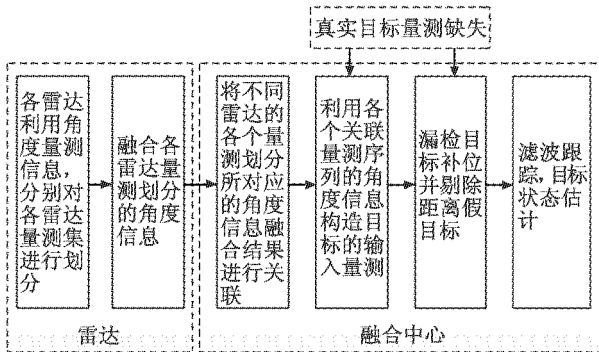 真实目标量测缺失
各雷达
利用角
度量测
信息,
分别对
各雷达
量测集
进行划
分
融合各
雷达量
测划分
的角度
信息
将不同
雷达的
各个量
测划分
所对应
的角度
信息融
合结果
进行关
联
利用各
个关联
量测序
列的角
度信息
构造目
标的输
入量测
漏检目
标补位
并剔除
距离假
目标
滤波跟
踪,目标
状态估
计
雷达
融合中心